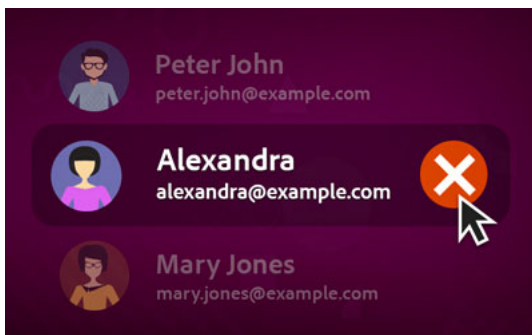 Peter John
peter.john@example.com
Alexandra
alexandra@example.com
Mary Jones
mary.jones@example.com